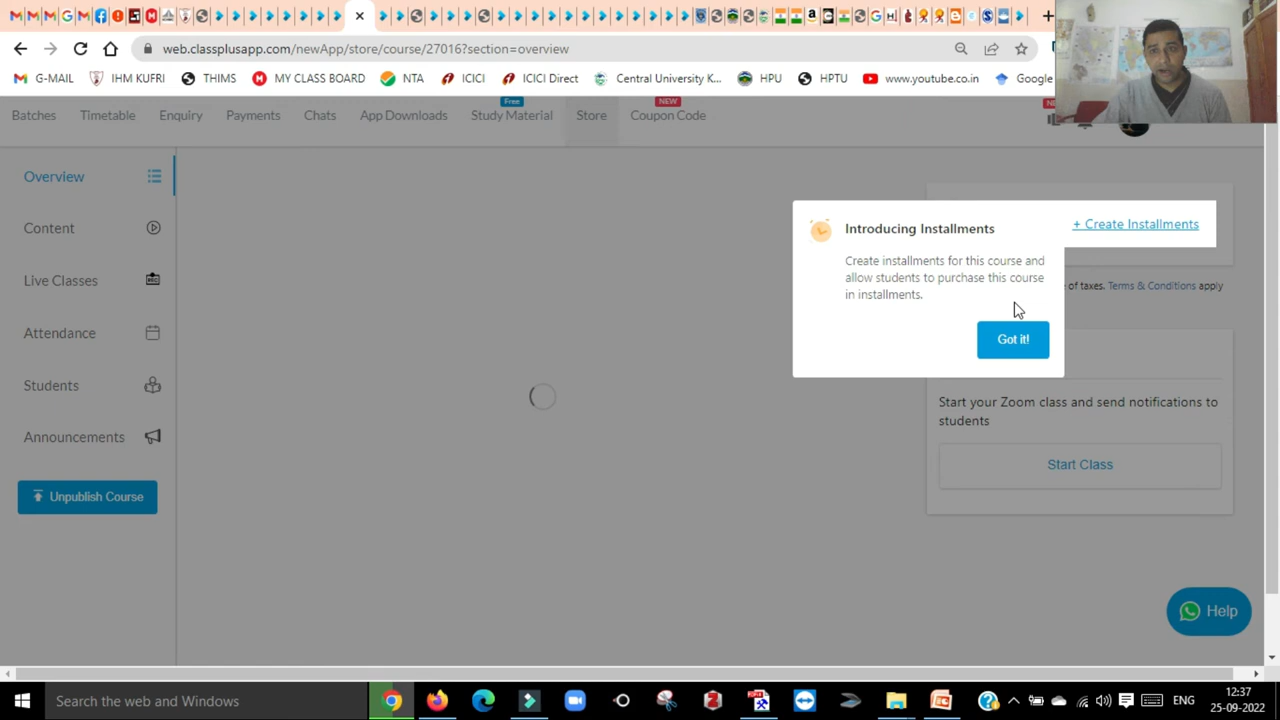 web.classplusapp.com/newApp/store/course/27016?section=overview
G-MAIL IHM KUFRI THIMS MY CLASS BOARD NTA ICICI ICICI Direct Central University K... HPU HPTU www.youtube.co.in Google
Free
NEW
Batches Timetable Enquiry Payments Chats App Downloads Study Material Store Coupon Code
Overview
Content
Live Classes
Attendance
Students
Announcements
Unpublish Course
Introducing Installments
+ Create Installments
Create installments for this course and
allow students to purchase this course
in installments.
of taxes. Terms & Conditions apply
Got it!
Start your Zoom class and send notifications to
students
Start Class
Help
Search the web and Windows
ENG
12:37
25-09-2022